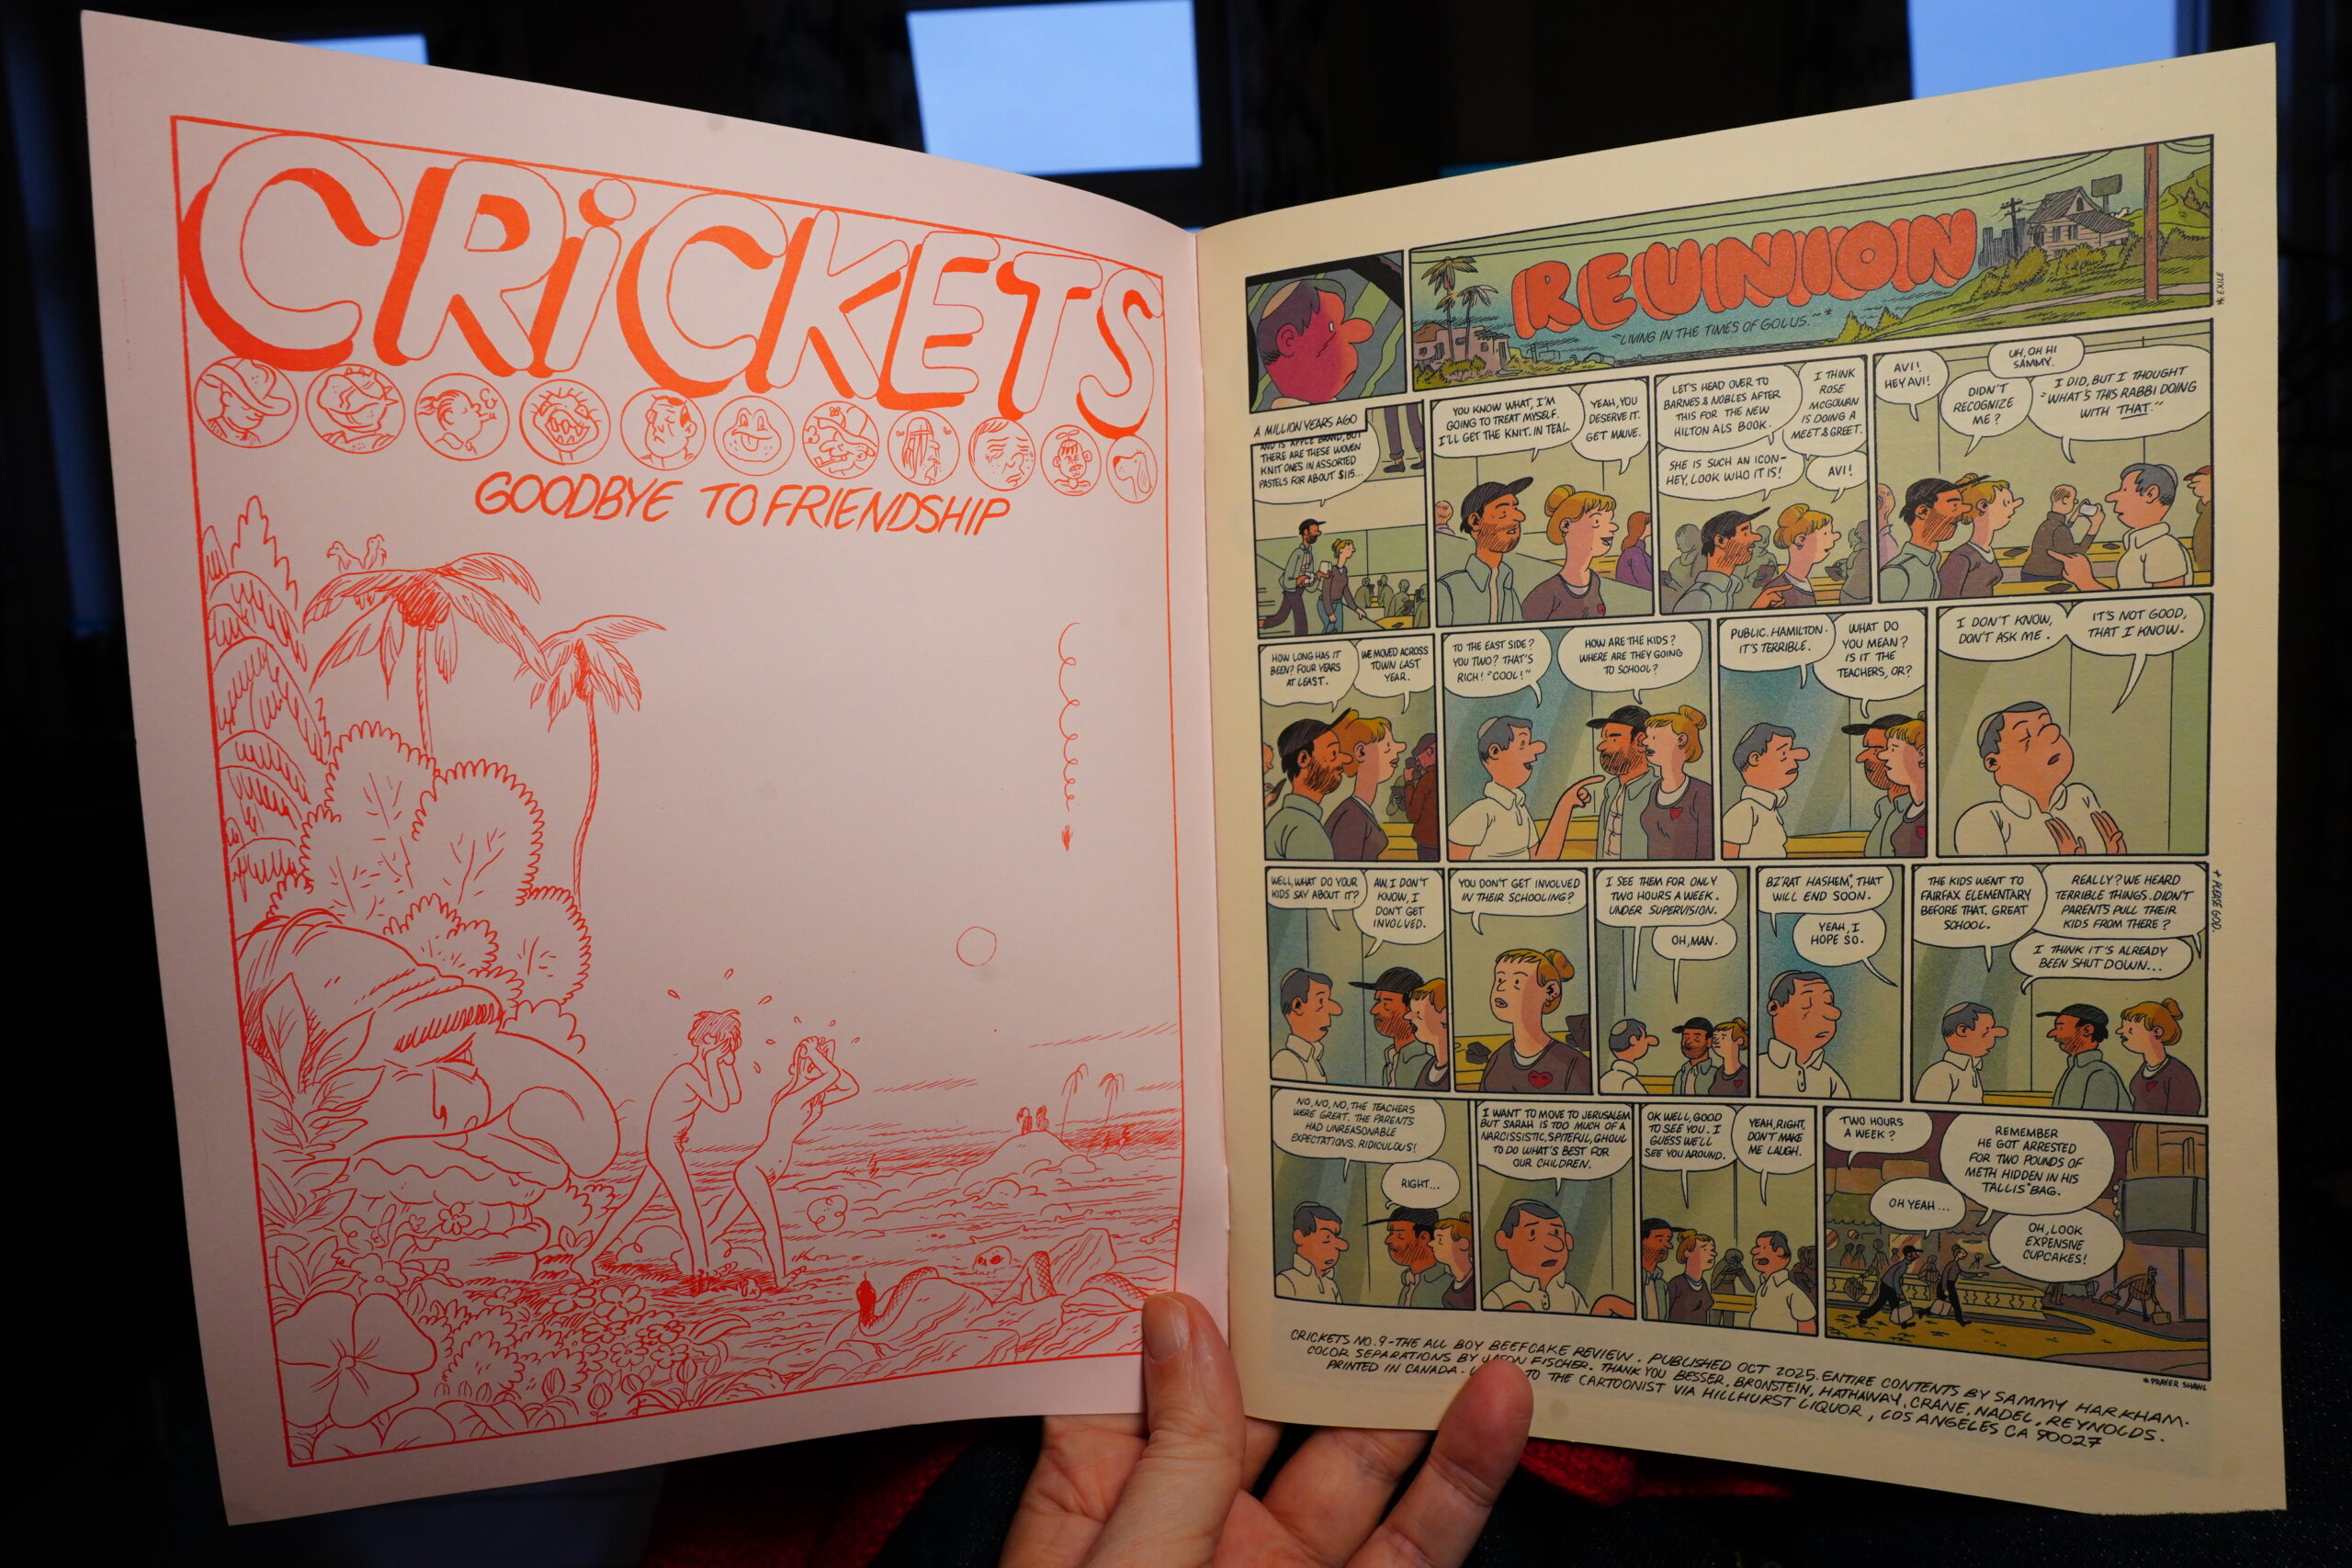 CRiCKETS
GOODBYE TO FRIENDSHIP
REUNION
"LIVING IN THE TIMES OF GOLUS." *
* EXILE
A MILLION YEARS AGO
AND IS APPLE BRAND, BUT
THERE ARE THESE WOVEN
KNIT ONES IN ASSORTED
PASTELS FOR ABOUT $115...
YOU KNOW WHAT, I'M
GOING TO TREAT MYSELF.
I'LL GET THE KNIT. IN TEAL.
YEAH, YOU
DESERVE IT.
GET MAUVE.
LET'S HEAD OVER TO
BARNES & NOBLES AFTER
THIS FOR THE NEW
HILTON ALS BOOK.
I THINK
ROSE
McGOWAN
IS DOING A
MEET & GREET.
SHE IS SUCH AN ICON-
HEY, LOOK WHO IT IS!
AVI!
AVI!
HEY AVI!
UH, OH HI
SAMMY.
DIDN'T
RECOGNIZE
ME?
I DID, BUT I THOUGHT
"WHAT'S THIS RABBI DOING
WITH THAT."
HOW LONG HAS IT
BEEN? FOUR YEARS
AT LEAST.
WE MOVED ACROSS
TOWN LAST
YEAR.
TO THE EAST SIDE?
YOU TWO? THAT'S
RICH! "COOL!"
HOW ARE THE KIDS?
WHERE ARE THEY GOING
TO SCHOOL?
PUBLIC. HAMILTON.
IT'S TERRIBLE.
WHAT DO
YOU MEAN?
IS IT THE
TEACHERS, OR?
I DON'T KNOW,
DON'T ASK ME.
IT'S NOT GOOD,
THAT I KNOW.
WELL, WHAT DO YOUR
KIDS SAY ABOUT IT?
AW, I DON'T
KNOW, I
DON'T GET
INVOLVED.
YOU DON'T GET INVOLVED
IN THEIR SCHOOLING?
I SEE THEM FOR ONLY
TWO HOURS A WEEK.
UNDER SUPERVISION.
OH, MAN.
BZ'RAT HASHEM*, THAT
WILL END SOON.
YEAH, I
HOPE SO.
THE KIDS WENT TO
FAIRFAX ELEMENTARY
BEFORE THAT. GREAT
SCHOOL.
REALLY? WE HEARD
TERRIBLE THINGS. DIDN'T
PARENTS PULL THEIR
KIDS FROM THERE?
I THINK IT'S ALREADY
BEEN SHUT DOWN...
* PLEASE GOD.
NO, NO, NO, THE TEACHERS
WERE GREAT. THE PARENTS
HAD UNREASONABLE
EXPECTATIONS. RIDICULOUS!
RIGHT...
I WANT TO MOVE TO JERUSALEM
BUT SARAH IS TOO MUCH OF A
NARCISSISTIC, SPITEFUL, GHOUL
TO DO WHAT'S BEST FOR
OUR CHILDREN.
OK WELL, GOOD
TO SEE YOU. I
GUESS WE'LL
SEE YOU AROUND.
YEAH, RIGHT,
DON'T MAKE
ME LAUGH.
TWO HOURS
A WEEK?
REMEMBER
HE GOT ARRESTED
FOR TWO POUNDS OF
METH HIDDEN IN HIS
TALLIS* BAG.
OH YEAH...
OH, LOOK
EXPENSIVE
CUPCAKES!
* PRAYER SHAWL
CRICKETS NO. 9 - THE ALL BOY BEEFCAKE REVIEW. PUBLISHED OCT 2025. ENTIRE CONTENTS BY SAMMY HARKHAM.
COLOR SEPARATIONS BY JASON FISCHER. THANK YOU BESSER, BRONSTEIN, HATHAWAY, CRANE, NADEL, REYNOLDS.
PRINTED IN CANADA. TO THE CARTOONIST VIA HILLHURST LIQUOR, LOS ANGELES CA 90027